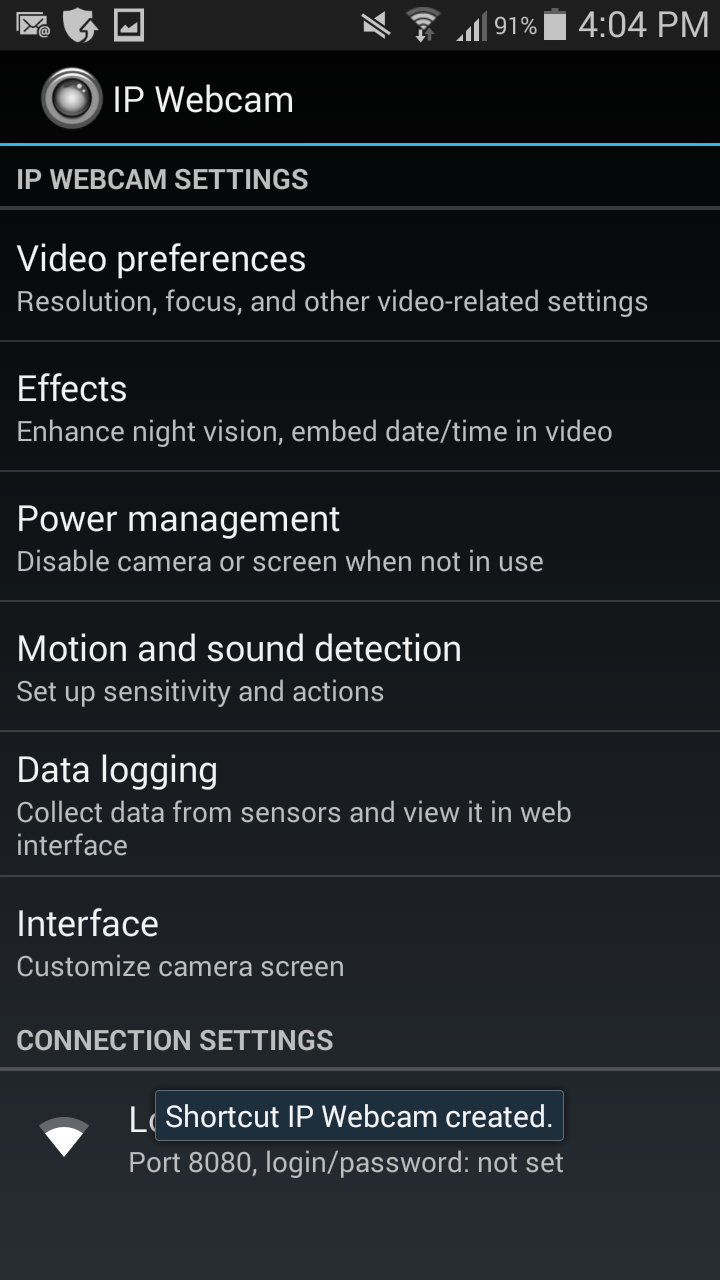 91% 4:04 PM
IP Webcam
IP WEBCAM SETTINGS
Video preferences
Resolution, focus, and other video-related settings
Effects
Enhance night vision, embed date/time in video
Power management
Disable camera or screen when not in use
Motion and sound detection
Set up sensitivity and actions
Data logging
Collect data from sensors and view it in web
interface
Interface
Customize camera screen
CONNECTION SETTINGS
Shortcut IP Webcam created.
Port 8080, login/password: not set